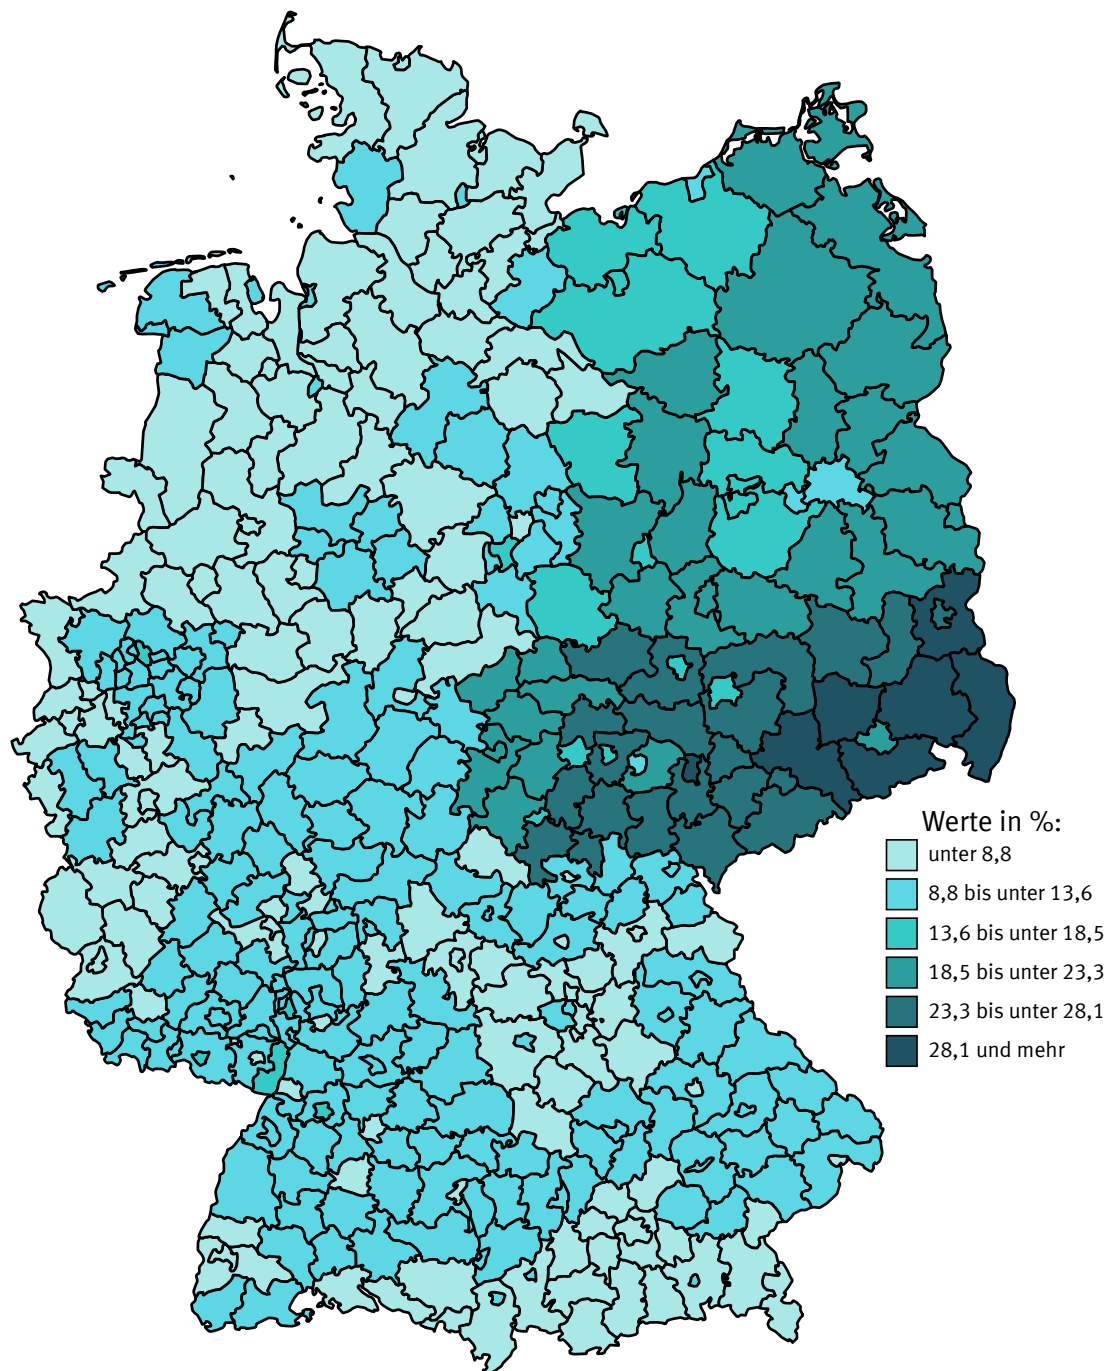 Werte in %:
unter 8,8
8,8 bis unter 13,6
13,6 bis unter 18,5
18,5 bis unter 23,3
23,3 bis unter 28,1
28,1 und mehr